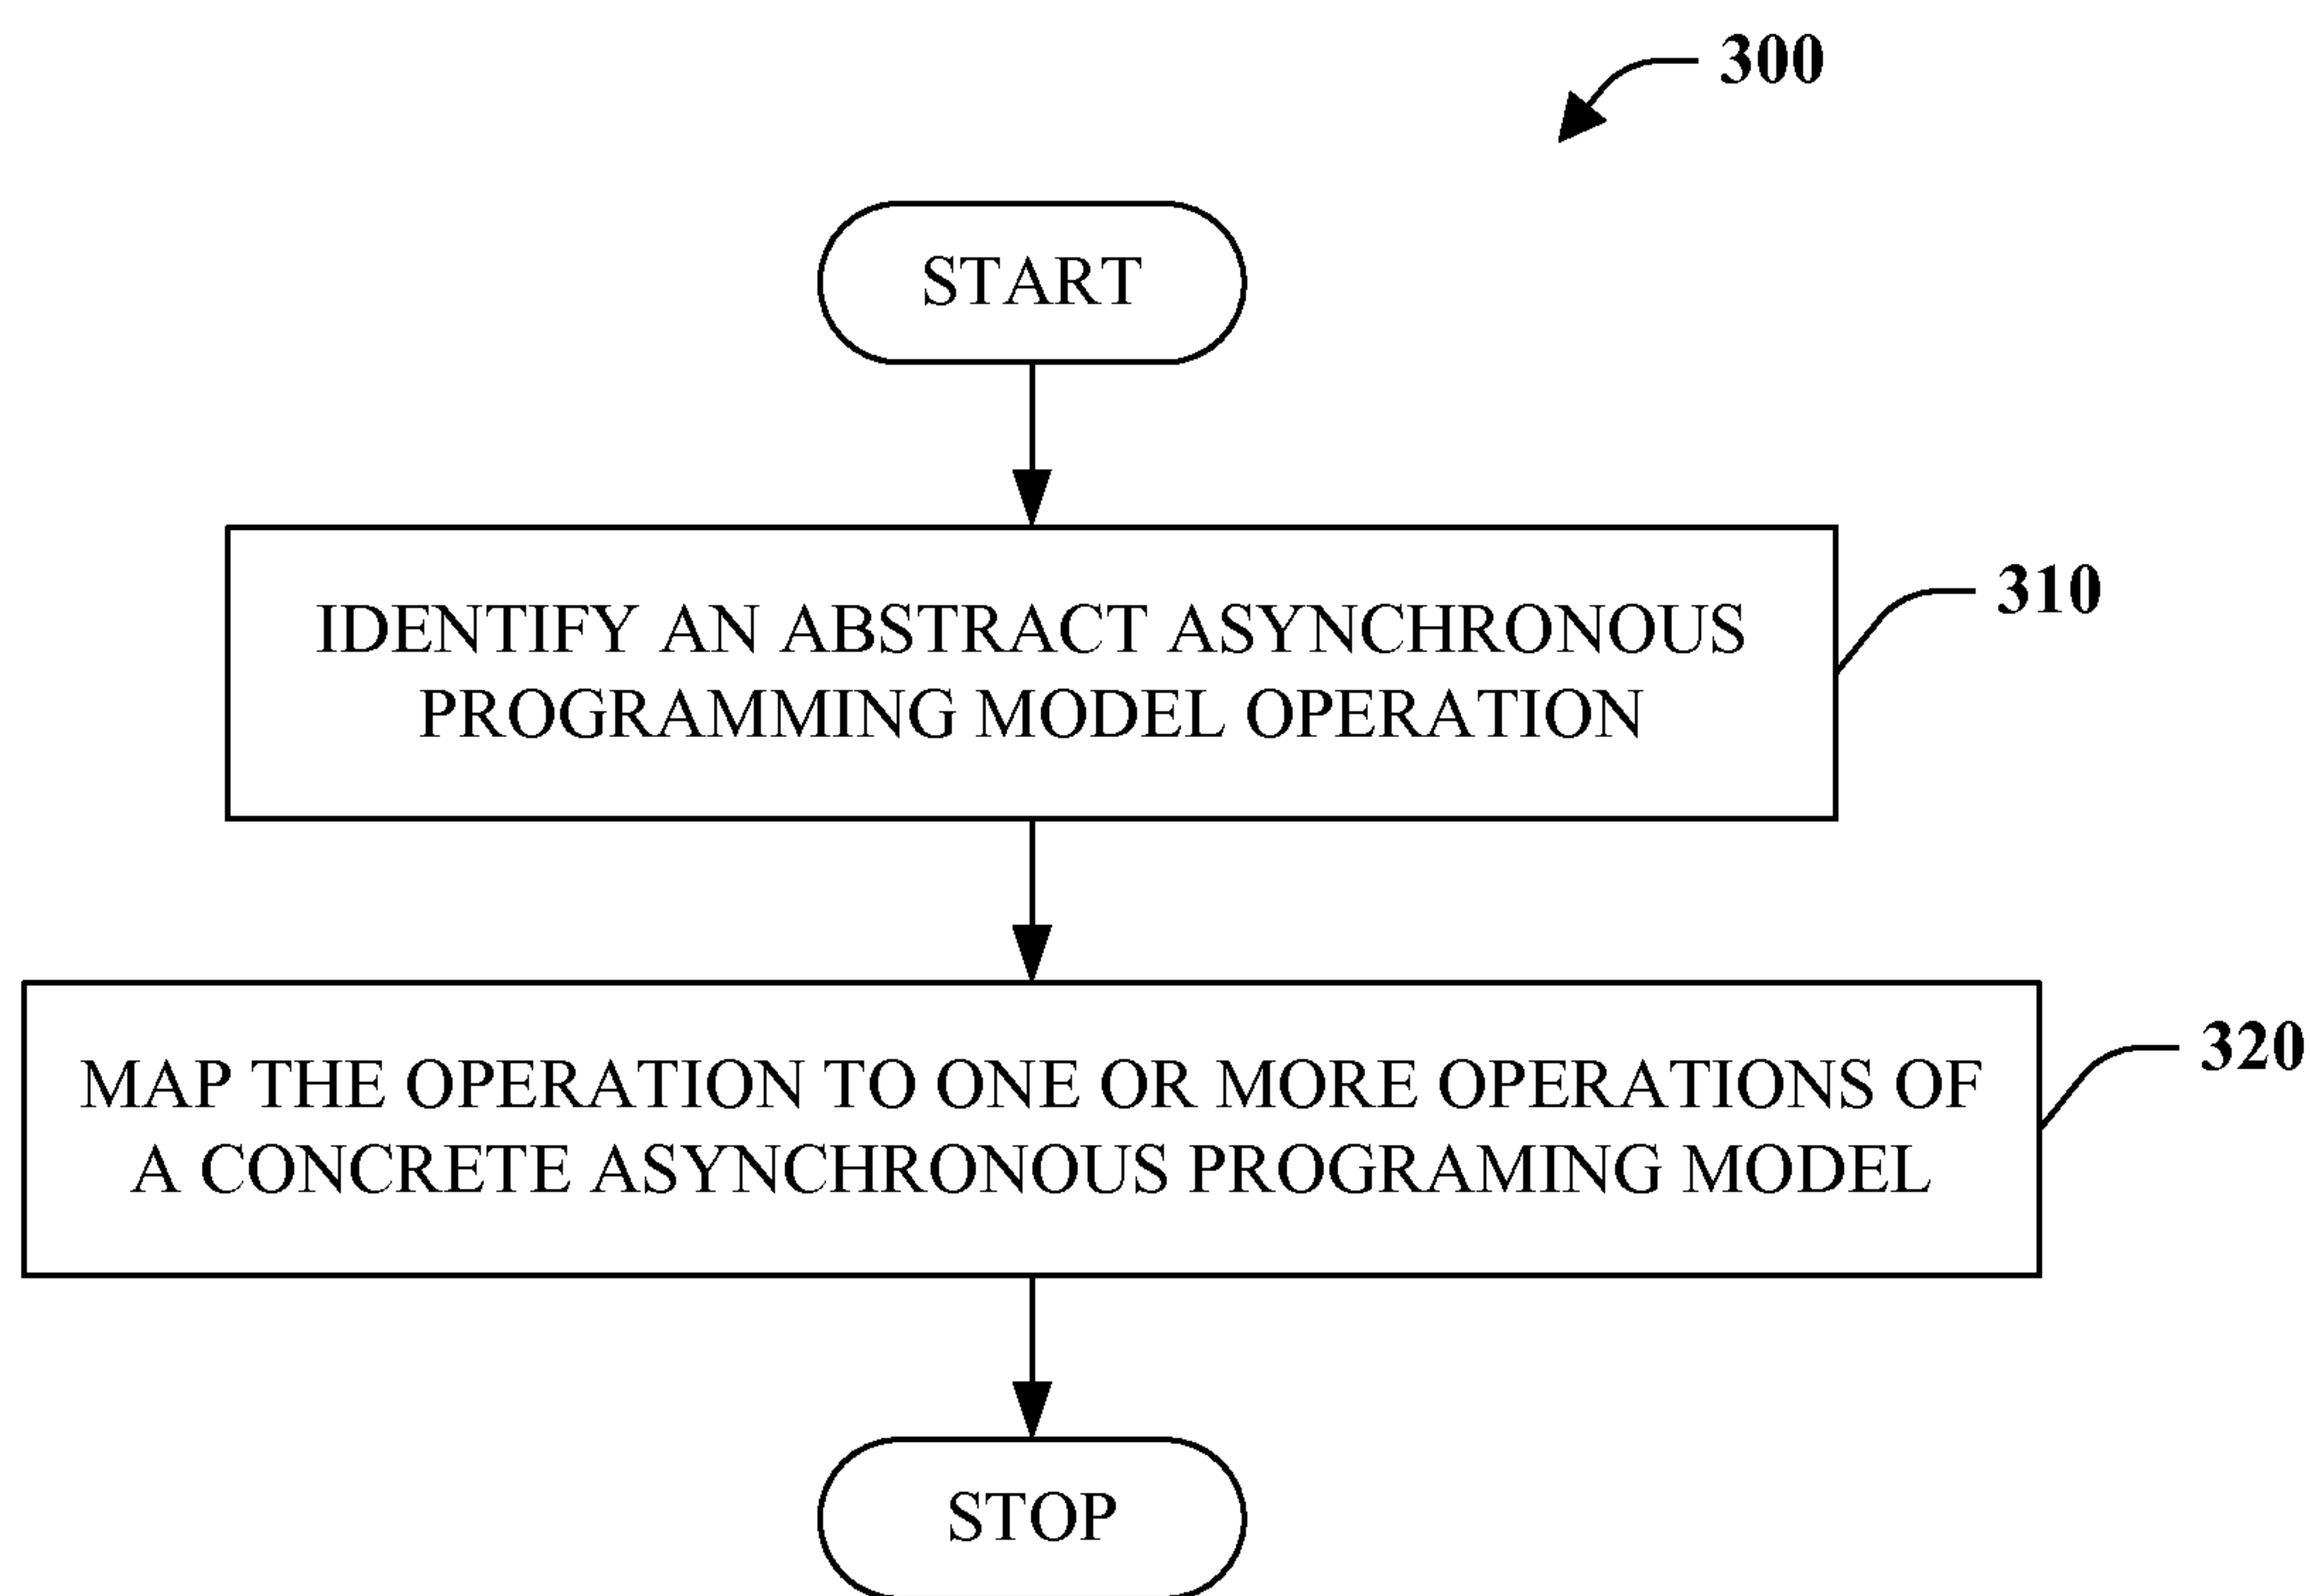 300
START
IDENTIFY AN ABSTRACT ASYNCHRONOUS
PROGRAMMING MODEL OPERATION
310
MAP THE OPERATION TO ONE OR MORE OPERATIONS OF
A CONCRETE ASYNCHRONOUS PROGRAMING MODEL
320
STOP